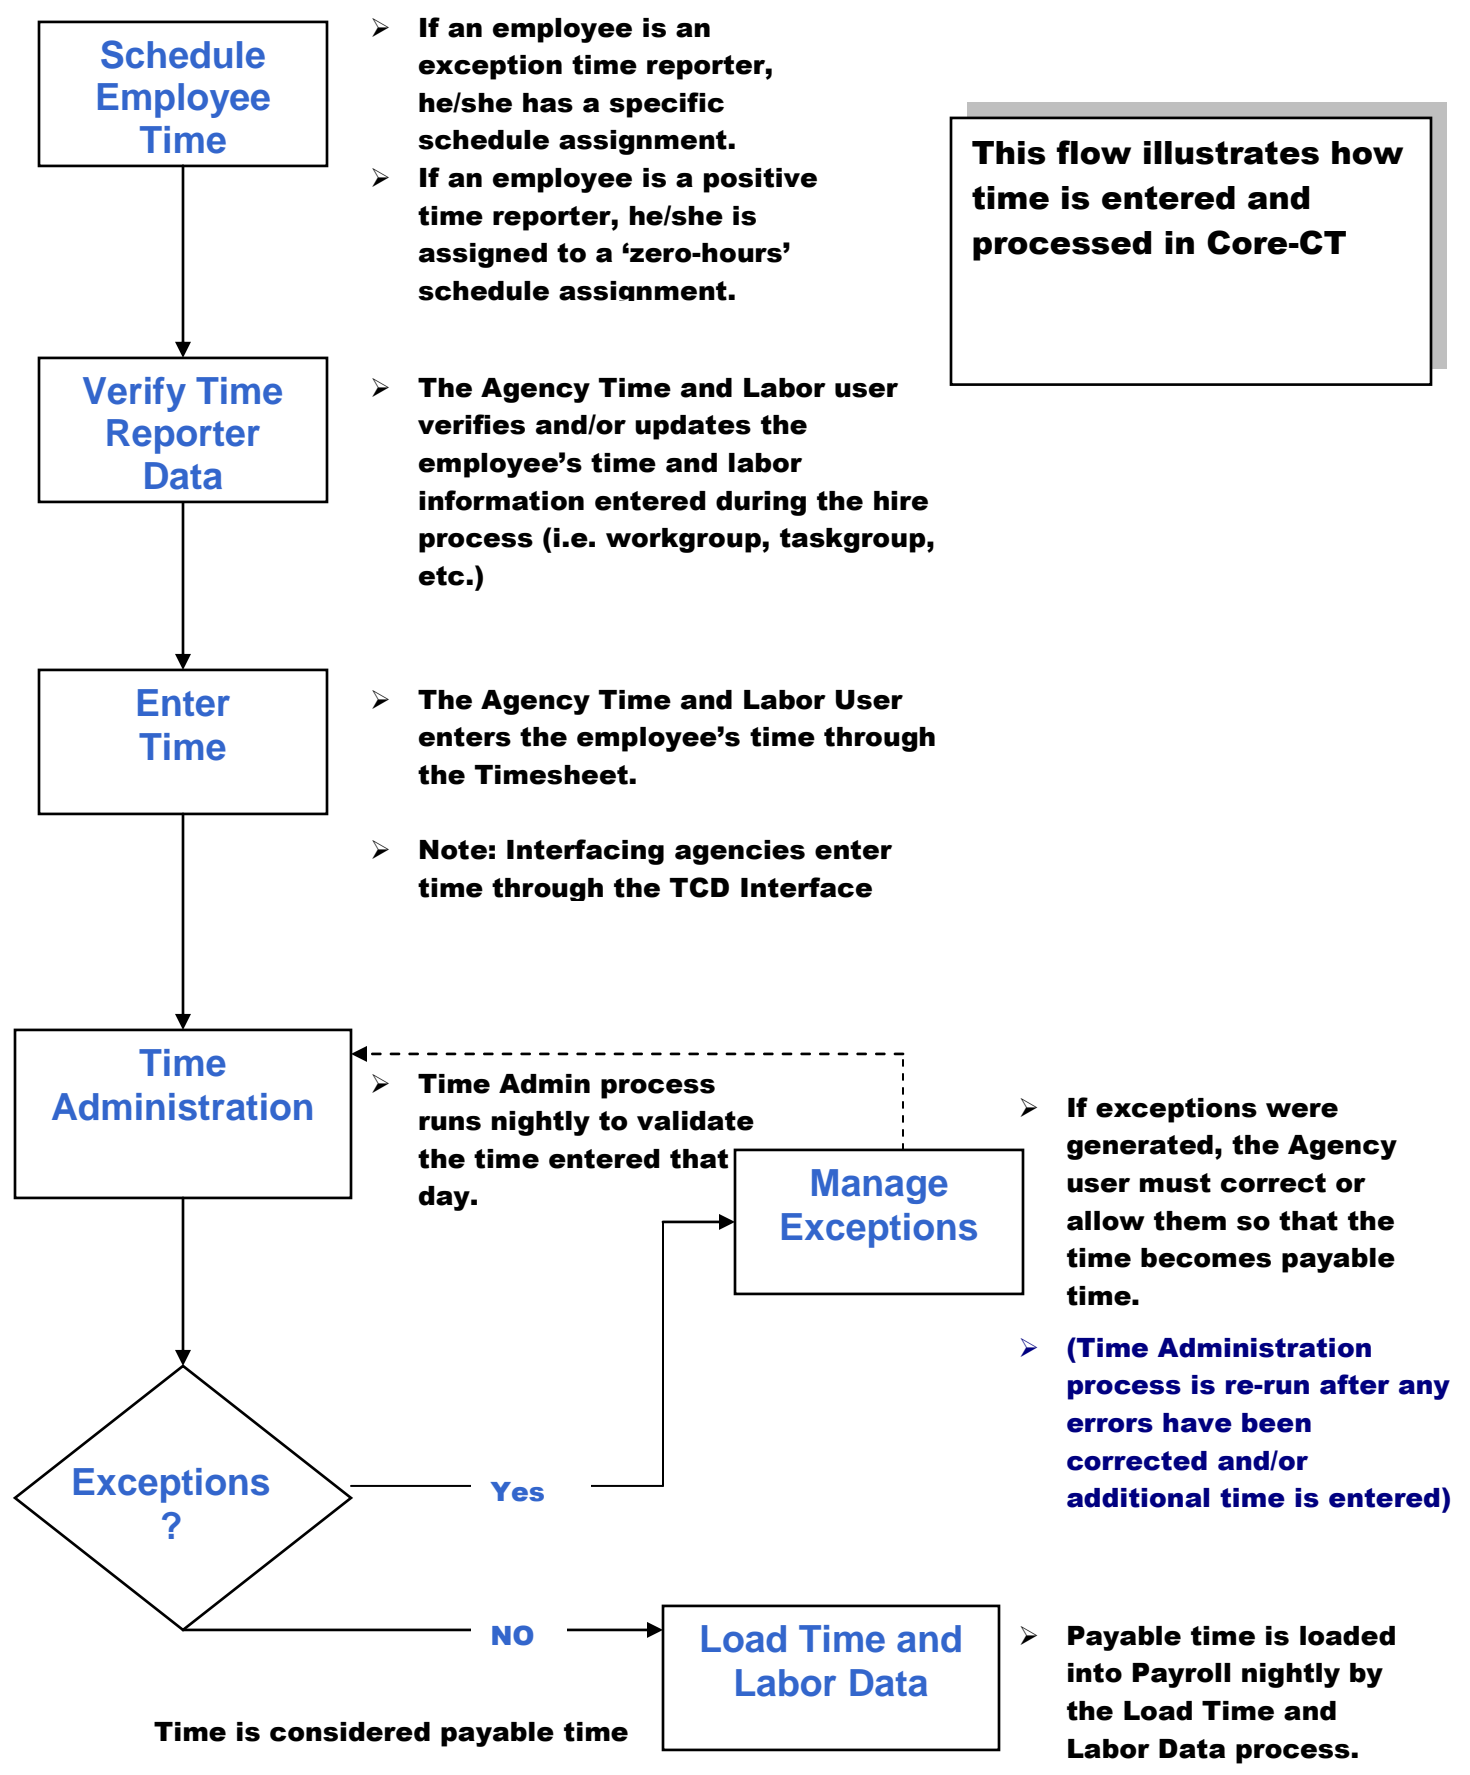 Schedule
Employee
Time
➢ If an employee is an
exception time reporter,
he/she has a specific
schedule assignment.
➢ If an employee is a positive
time reporter, he/she is
assigned to a ‘zero-hours’
schedule assignment.
This flow illustrates how
time is entered and
processed in Core-CT
Verify Time
Reporter
Data
➢ The Agency Time and Labor user
verifies and/or updates the
employee’s time and labor
information entered during the hire
process (i.e. workgroup, taskgroup,
etc.)
Enter
Time
➢ The Agency Time and Labor User
enters the employee’s time through
the Timesheet.
➢ Note: Interfacing agencies enter
time through the TCD Interface
Time
Administration
➢ Time Admin process
runs nightly to validate
the time entered that
day.
Manage
Exceptions
➢ If exceptions were
generated, the Agency
user must correct or
allow them so that the
time becomes payable
time.
➢ (Time Administration
process is re-run after any
errors have been
corrected and/or
additional time is entered)
Exceptions
?
Yes
NO
Load Time and
Labor Data
➢ Payable time is loaded
into Payroll nightly by
the Load Time and
Labor Data process.
Time is considered payable time